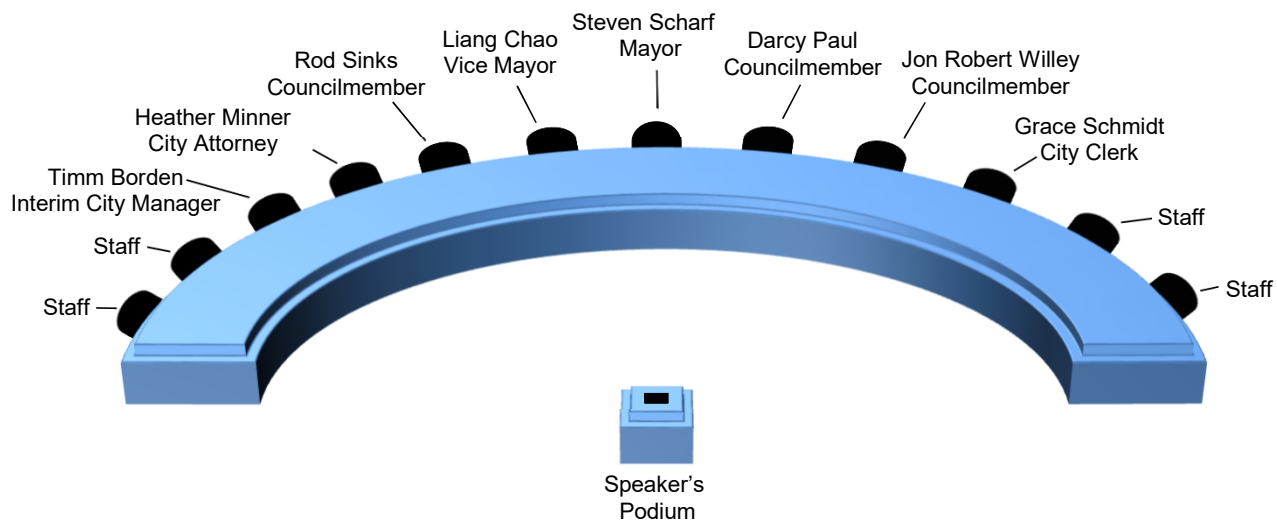 Steven Scharf
Mayor
Liang Chao
Vice Mayor
Darcy Paul
Councilmember
Rod Sinks
Councilmember
Jon Robert Willey
Councilmember
Heather Minner
City Attorney
Grace Schmidt
City Clerk
Timm Borden
Interim City Manager
Staff
Staff
Staff
Staff
Speaker’s
Podium